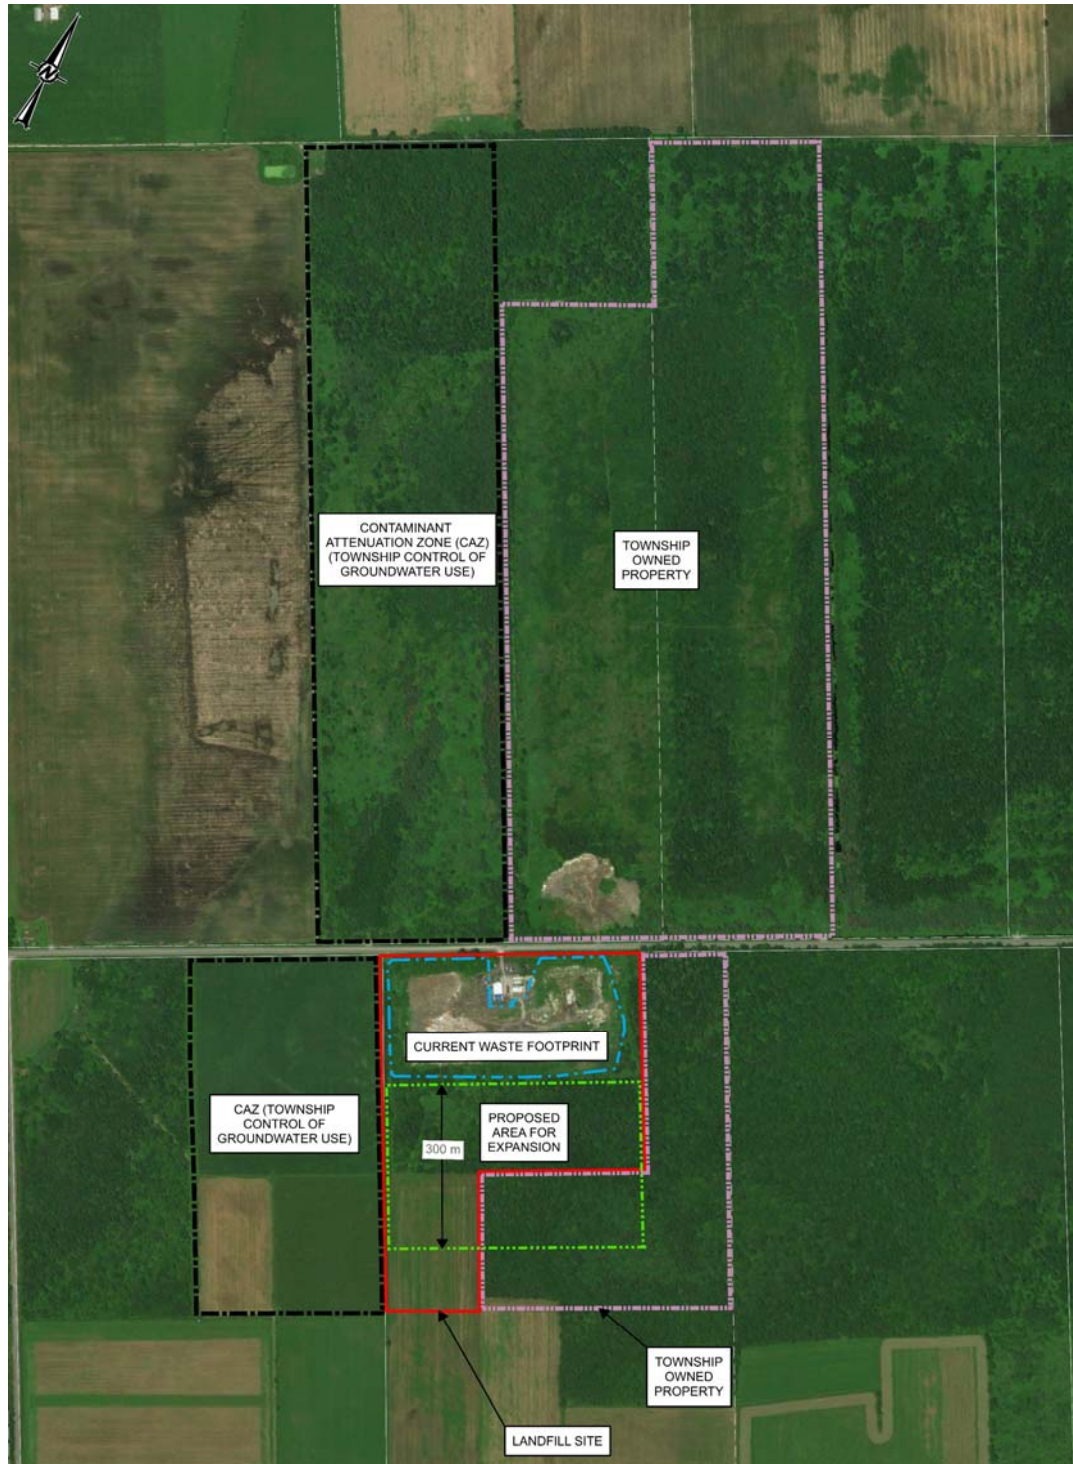 N
CONTAMINANT
ATTENUATION ZONE (CAZ)
(TOWNSHIP CONTROL OF
GROUNDWATER USE)
TOWNSHIP
OWNED
PROPERTY
CURRENT WASTE FOOTPRINT
CAZ (TOWNSHIP
CONTROL OF
GROUNDWATER USE)
PROPOSED
AREA FOR
EXPANSION
300 m
TOWNSHIP
OWNED
PROPERTY
LANDFILL SITE